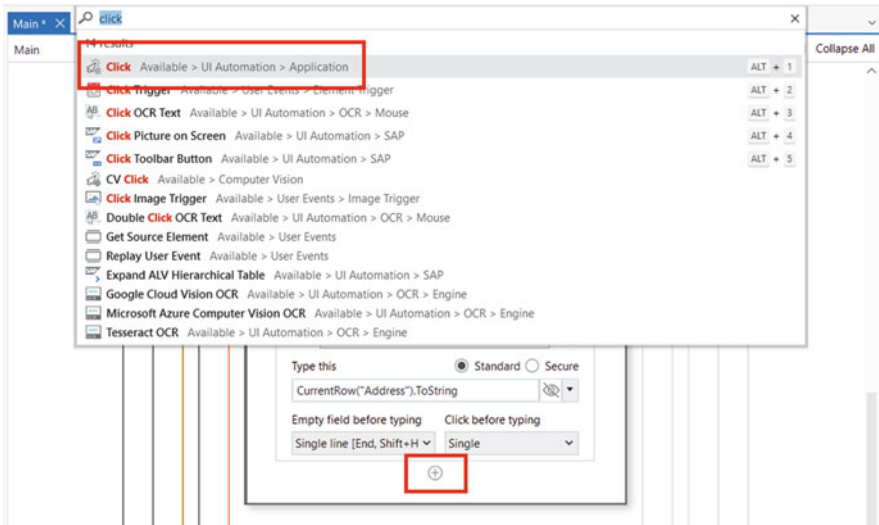 Main *
click
Main
14 results
Collapse All
Click Available > UI Automation > Application ALT + 1
Click Trigger Available > User Events > Element Trigger ALT + 2
Click OCR Text Available > UI Automation > OCR > Mouse ALT + 3
Click Picture on Screen Available > UI Automation > SAP ALT + 4
Click Toolbar Button Available > UI Automation > SAP ALT + 5
CV Click Available > Computer Vision
Click Image Trigger Available > User Events > Image Trigger
Double Click OCR Text Available > UI Automation > OCR > Mouse
Get Source Element Available > User Events
Replay User Event Available > User Events
Expand ALV Hierarchical Table Available > UI Automation > SAP
Google Cloud Vision OCR Available > UI Automation > OCR > Engine
Microsoft Azure Computer Vision OCR Available > UI Automation > OCR > Engine
Tesseract OCR Available > UI Automation > OCR > Engine
Type this Standard Secure
CurrentRow("Address").ToString
Empty field before typing Click before typing
Single line [End, Shift+H Single